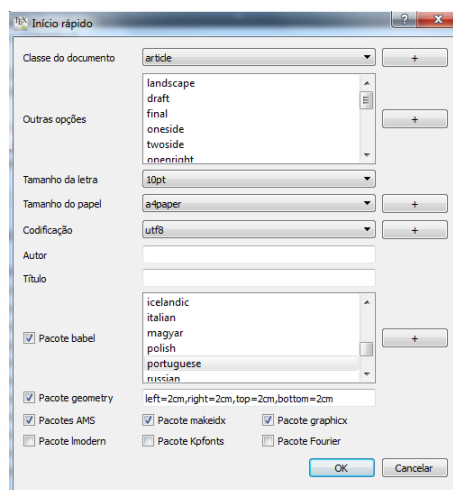 TEX Início rápido
Classe do documento article +
landscape
draft
final
Outras opções oneside +
twoside
openright
Tamanho da letra 10pt
Tamanho do papel a4paper +
Codificação utf8 +
Autor
Título
icelandic
italian
magyar
Pacote babel polish +
portuguese
russian
Pacote geometry left=2cm,right=2cm,top=2cm,bottom=2cm
Pacotes AMS Pacote makeidx Pacote graphicx
Pacote lmodern Pacote Kpfonts Pacote Fourier
OK Cancelar